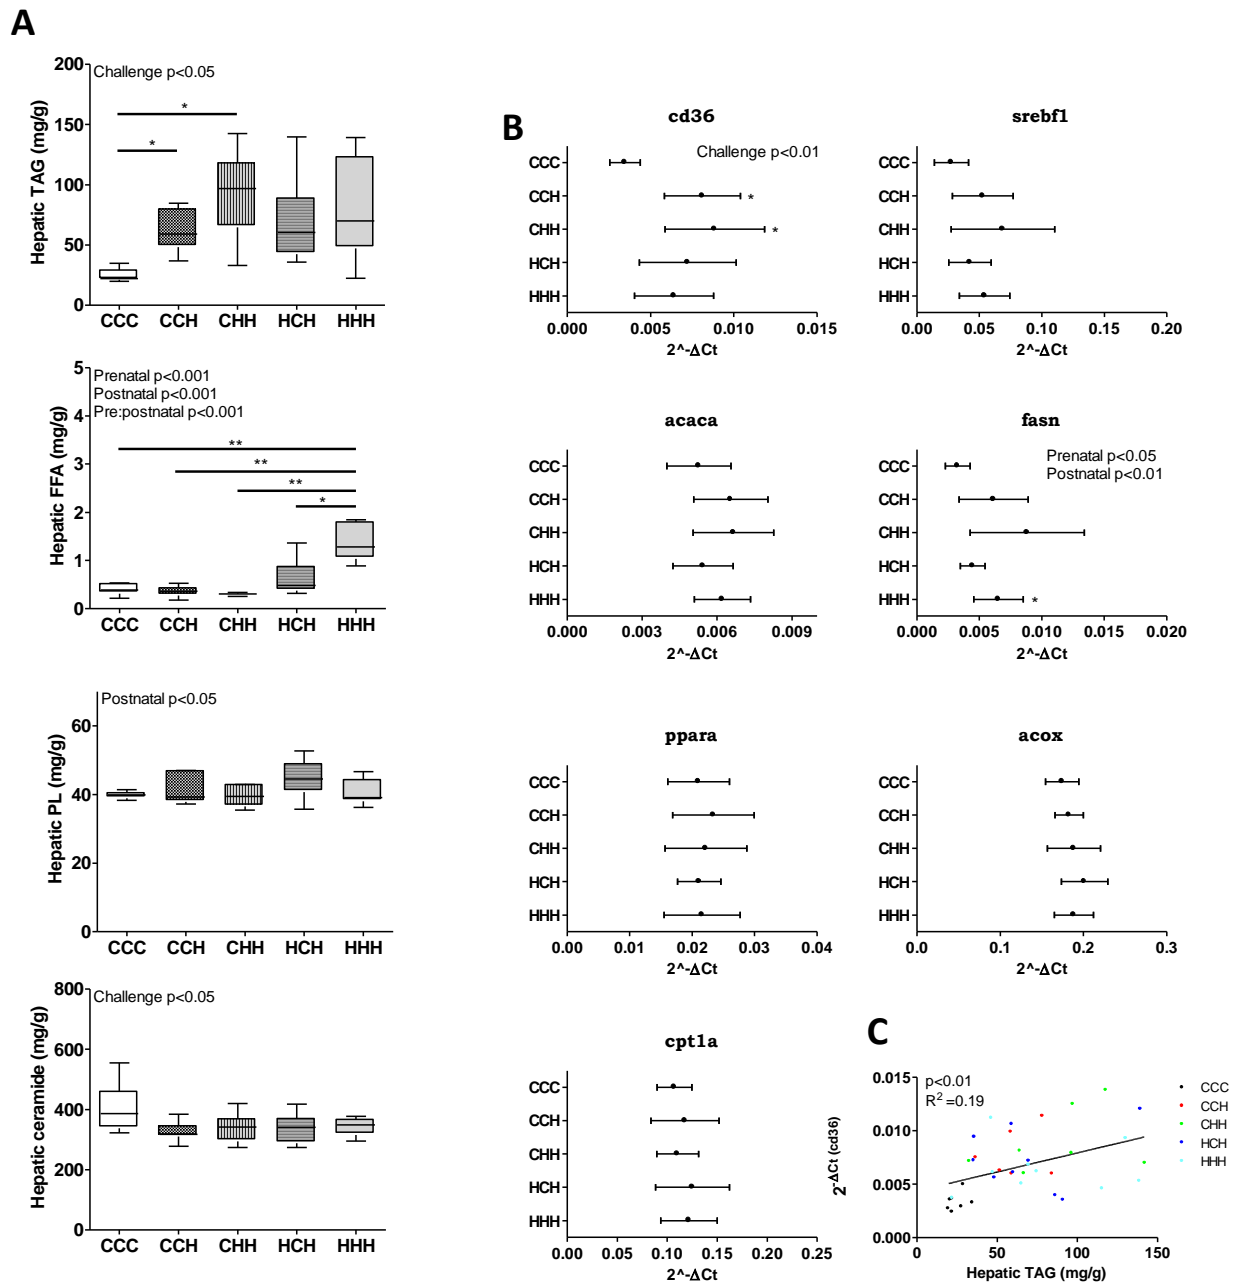 A
Hepatic TAG (mg/g)
200
150
100
50
0
Challenge p<0.05
*
*
CCC CCH CHH HCH HHH
Hepatic FFA (mg/g)
5
4
3
2
1
0
Prenatal p<0.001
Postnatal p<0.001
Pre:postnatal p<0.001
**
**
**
*
CCC CCH CHH HCH HHH
Hepatic PL (mg/g)
60
40
20
0
Postnatal p<0.05
CCC CCH CHH HCH HHH
Hepatic ceramide (mg/g)
800
600
400
200
0
Challenge p<0.05
CCC CCH CHH HCH HHH
B
cd36
Challenge p<0.01
CCC
CCH *
CHH *
HCH
HHH
0.000 0.005 0.010 0.015
2^-ΔCt
srebf1
CCC
CCH
CHH
HCH
HHH
0.00 0.05 0.10 0.15 0.20
2^-ΔCt
acaca
CCC
CCH
CHH
HCH
HHH
0.000 0.003 0.006 0.009
2^-ΔCt
fasn
Prenatal p<0.05
Postnatal p<0.01
CCC
CCH
CHH
HCH
HHH *
0.000 0.005 0.010 0.015 0.020
2^-ΔCt
ppara
CCC
CCH
CHH
HCH
HHH
0.00 0.01 0.02 0.03 0.04
2^-ΔCt
acox
CCC
CCH
CHH
HCH
HHH
0.0 0.1 0.2 0.3
2^-ΔCt
cpt1a
CCC
CCH
CHH
HCH
HHH
0.00 0.05 0.10 0.15 0.20 0.25
2^-ΔCt
C
2^-ΔCt (cd36)
0.015
0.010
0.005
0.000
p<0.01
R²=0.19
0 50 100 150
Hepatic TAG (mg/g)
CCC
CCH
CHH
HCH
HHH